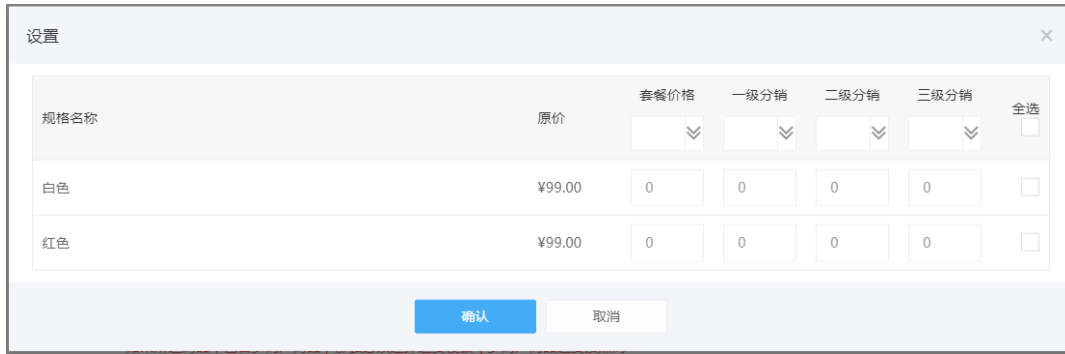 设置
套餐价格 一级分销 二级分销 三级分销
规格名称 原价 全选
白色 ¥99.00 0 0 0 0
红色 ¥99.00 0 0 0 0
确认 取消